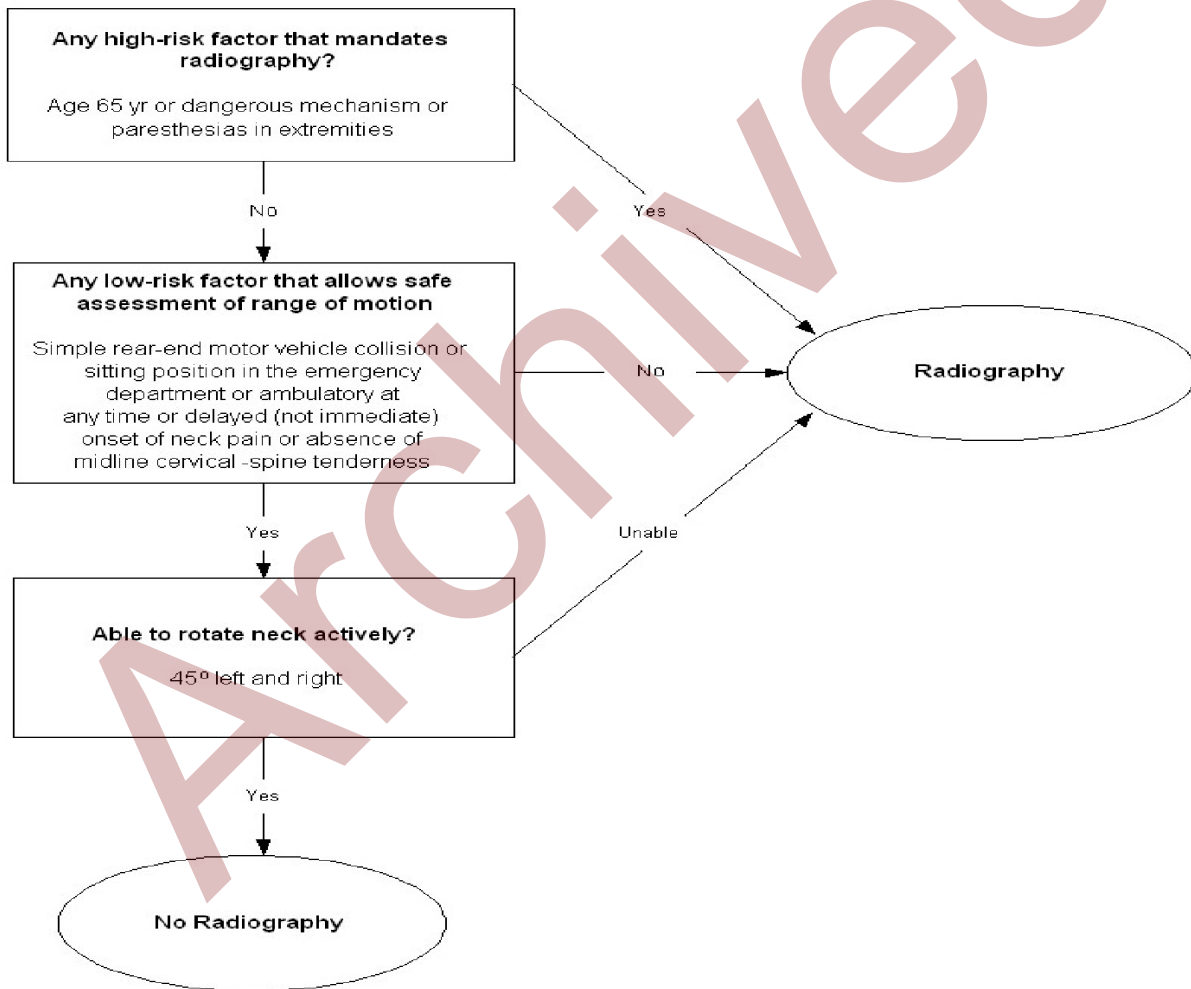 Any high-risk factor that mandates
radiography?
Age 65 yr or dangerous mechanism or
paresthesias in extremities
No
Yes
Any low-risk factor that allows safe
assessment of range of motion
Simple rear-end motor vehicle collision or
sitting position in the emergency
department or ambulatory at
any time or delayed (not immediate)
onset of neck pain or absence of
midline cervical -spine tenderness
No
Radiography
Yes
Unable
Able to rotate neck actively?
45º left and right
Yes
No Radiography
Archive